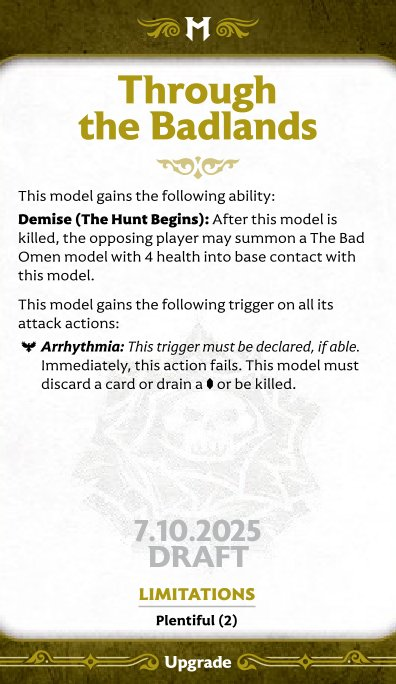 M
Through
the Badlands
This model gains the following ability:
Demise (The Hunt Begins): After this model is
killed, the opposing player may summon a The Bad
Omen model with 4 health into base contact with
this model.
This model gains the following trigger on all its
attack actions:
Arrhythmia: This trigger must be declared, if able.
Immediately, this action fails. This model must
discard a card or drain a or be killed.
7.10.2025
DRAFT
LIMITATIONS
Plentiful (2)
Upgrade